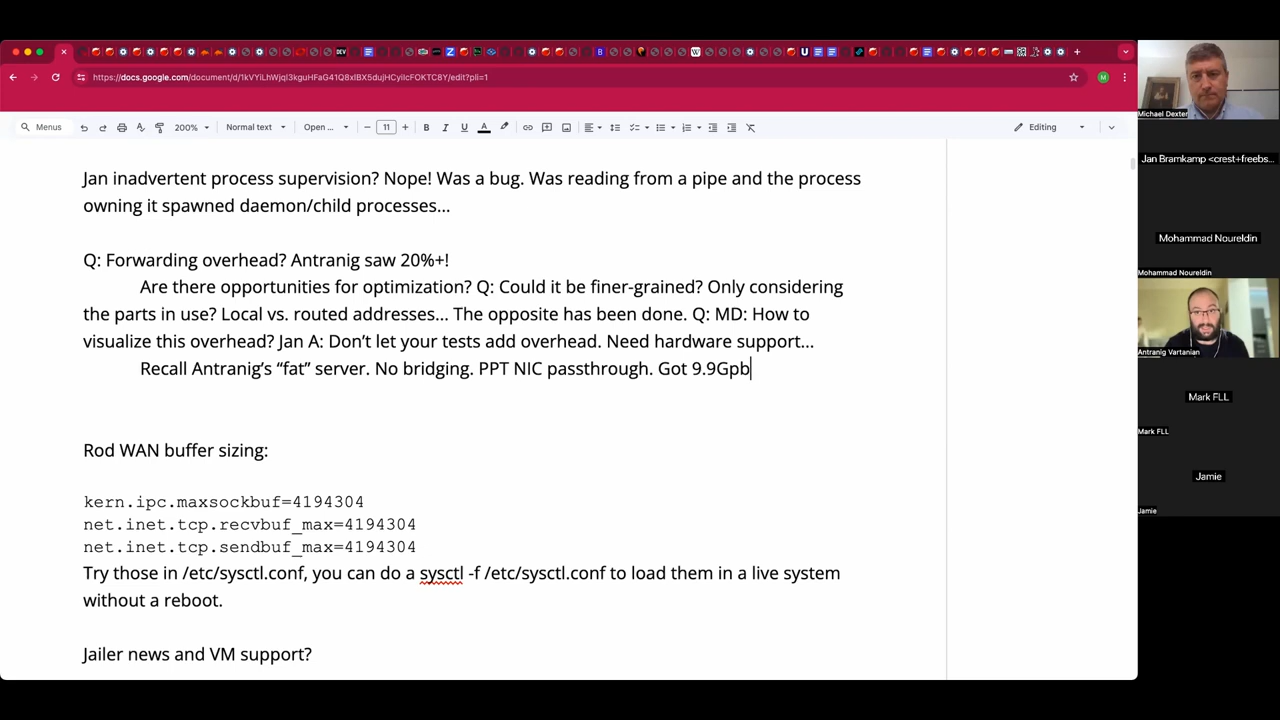 DEV
B
Z
W
U
https://docs.google.com/document/d/1kVYiLhWjqI3kguHFaG41Q8xIBX5dujHCyiIcFOKTC8Y/edit?pli=1
M
Menus
200%
Normal text
Open ...
11
B I U A
Editing
Jan inadvertent process supervision? Nope! Was a bug. Was reading from a pipe and the process
owning it spawned daemon/child processes...
Q: Forwarding overhead? Antranig saw 20%+!
Are there opportunities for optimization? Q: Could it be finer-grained? Only considering
the parts in use? Local vs. routed addresses... The opposite has been done. Q: MD: How to
visualize this overhead? Jan A: Don’t let your tests add overhead. Need hardware support...
Recall Antranig’s “fat” server. No bridging. PPT NIC passthrough. Got 9.9Gpb
Rod WAN buffer sizing:
kern.ipc.maxsockbuf=4194304
net.inet.tcp.recvbuf_max=4194304
net.inet.tcp.sendbuf_max=4194304
Try those in /etc/sysctl.conf, you can do a sysctl -f /etc/sysctl.conf to load them in a live system
without a reboot.
Jailer news and VM support?
Michael Dexter
Jan Bramkamp <crest+freebs...
Mohammad Noureldin
Mohammad Noureldin
Antranig Vartanian
Mark FLL
Mark FLL
Jamie
Jamie